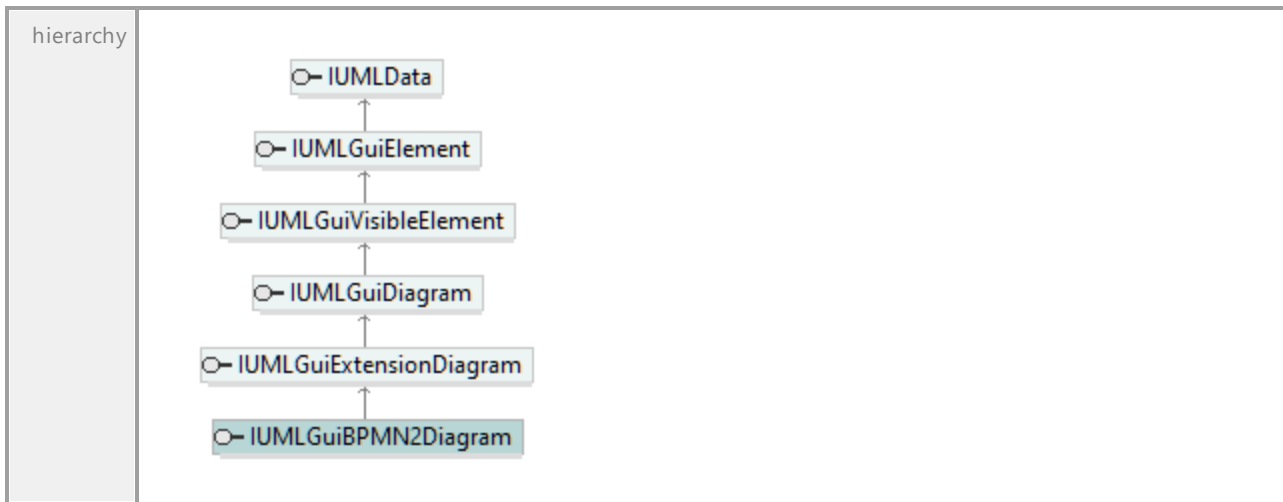 hierarchy
IUMLData
IUMLGuiElement
IUMLGuiVisibleElement
IUMLGuiDiagram
IUMLGuiExtensionDiagram
IUMLGuiBPMN2Diagram